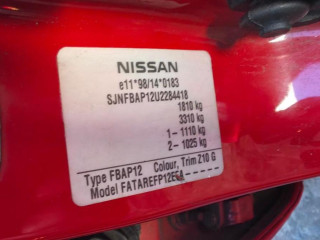 NISSAN
e11*98/14*0183
SJNFBAP12U2284418
1810 kg
3310 kg
1- 1110 kg
2- 1025 kg
Type FBAP12 Colour, Trim Z10 G
Model FATAREFP12EEA-----